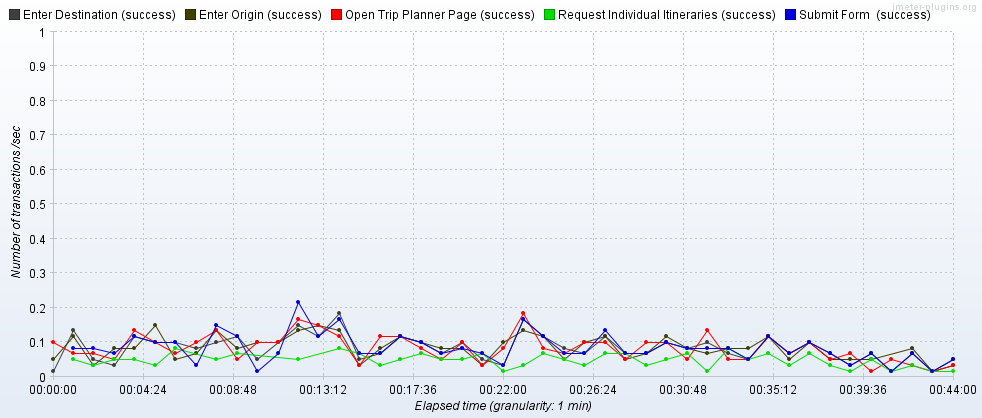 jmeter-plugins.org
Enter Destination (success) Enter Origin (success) Open Trip Planner Page (success) Request Individual Itineraries (success) Submit Form (success)
1
0.9
0.8
0.7
0.6
0.5
0.4
0.3
0.2
0.1
0
Number of transactions /sec
00:00:00 00:04:24 00:08:48 00:13:12 00:17:36 00:22:00 00:26:24 00:30:48 00:35:12 00:39:36 00:44:00
Elapsed time (granularity: 1 min)